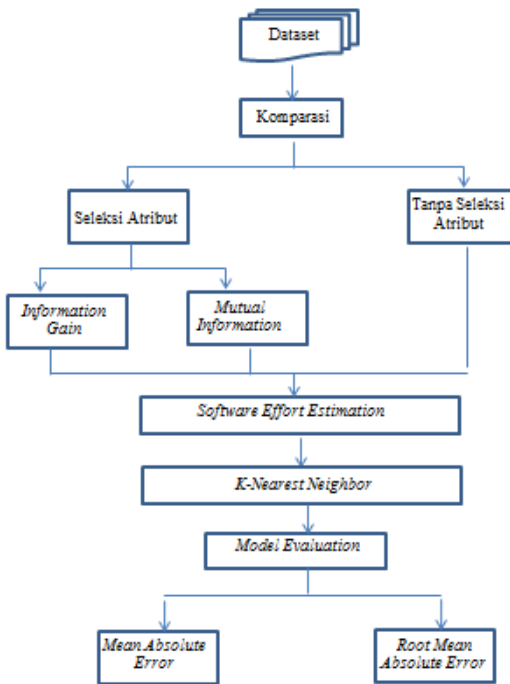 Dataset
Komparasi
Seleksi Atribut
Tanpa Seleksi
Atribut
Information
Gain
Mutual
Information
Software Effort Estimation
K-Nearest Neighbor
Model Evaluation
Mean Absolute
Error
Root Mean
Absolute Error